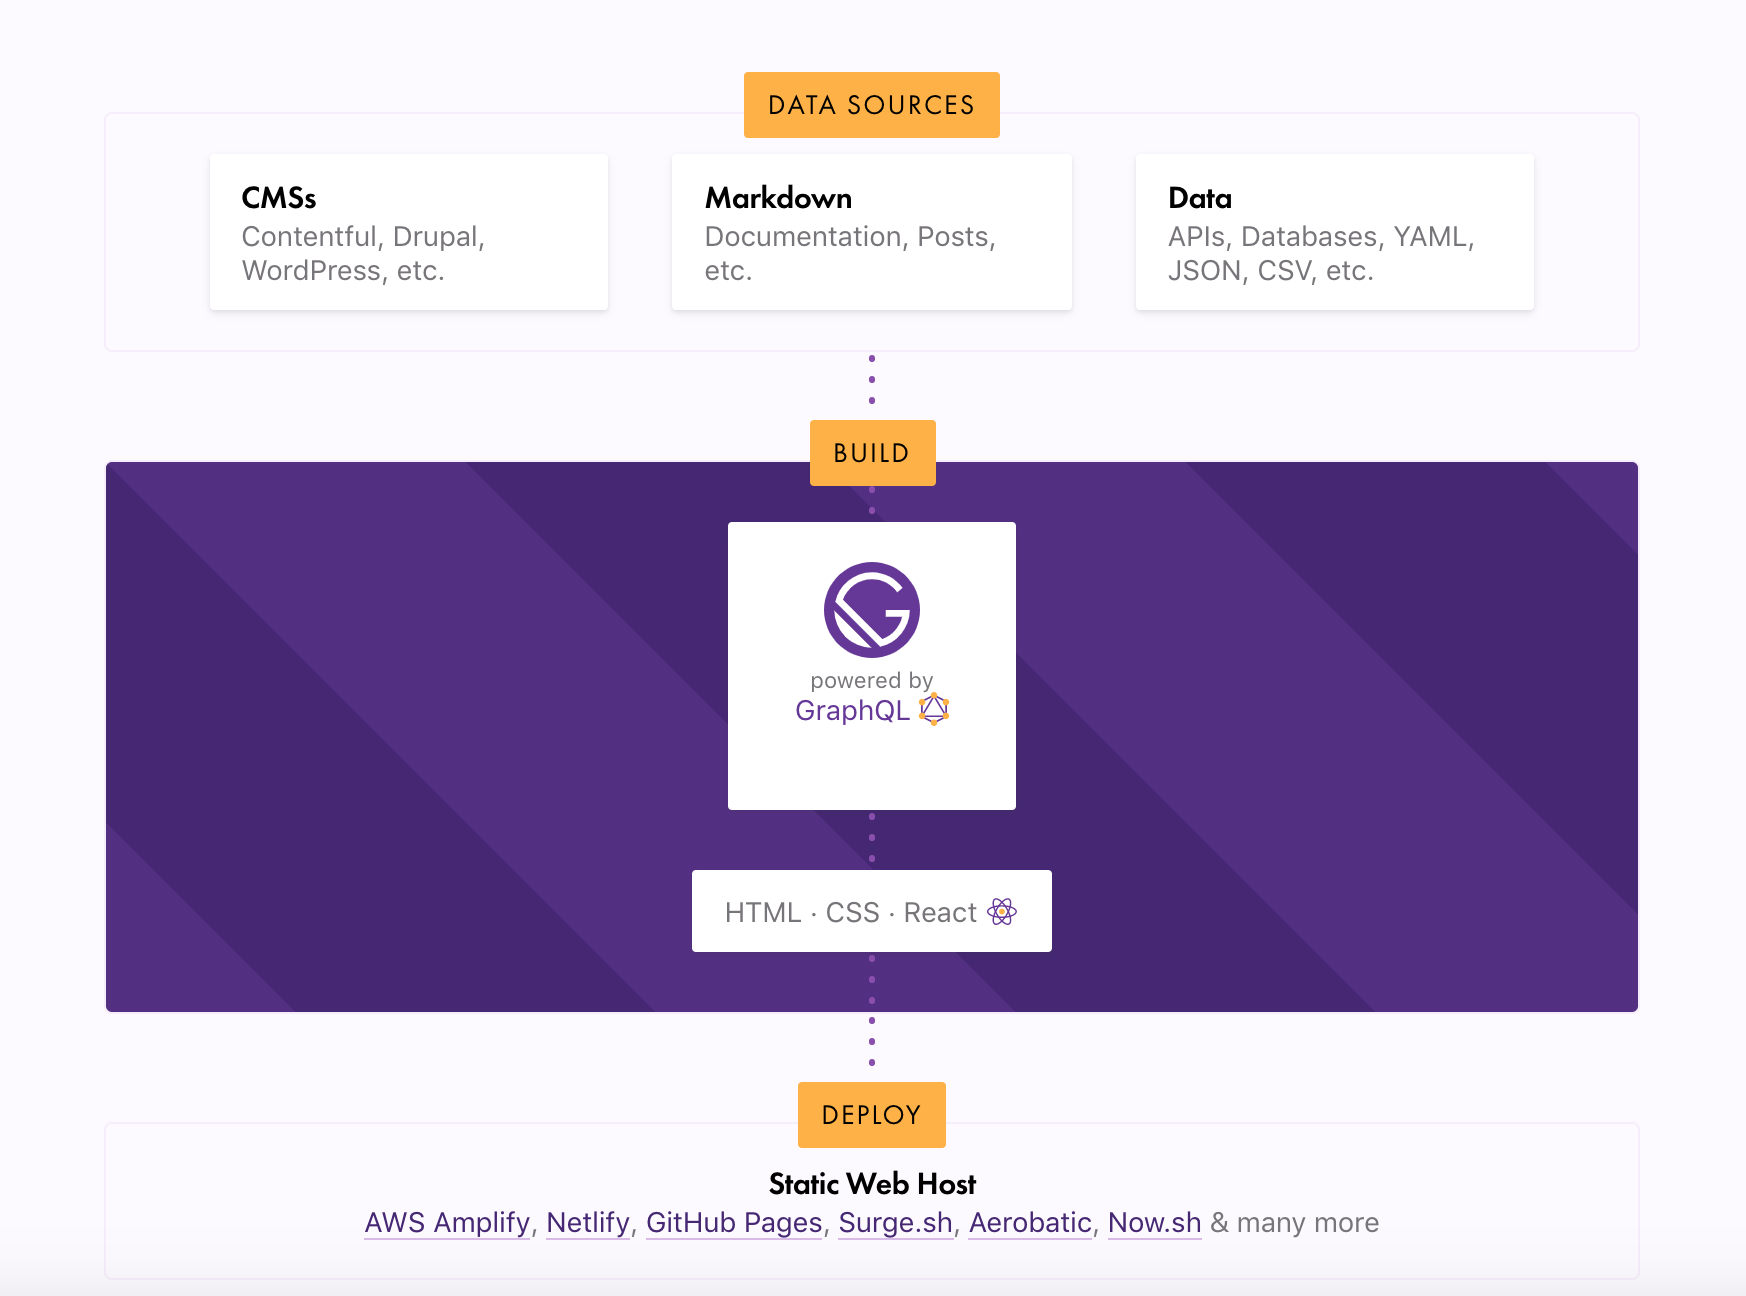 DATA SOURCES
CMSs
Contentful, Drupal,
WordPress, etc.
Markdown
Documentation, Posts,
etc.
Data
APIs, Databases, YAML,
JSON, CSV, etc.
BUILD
powered by
GraphQL
HTML · CSS · React
DEPLOY
Static Web Host
AWS Amplify, Netlify, GitHub Pages, Surge.sh, Aerobatic, Now.sh & many more